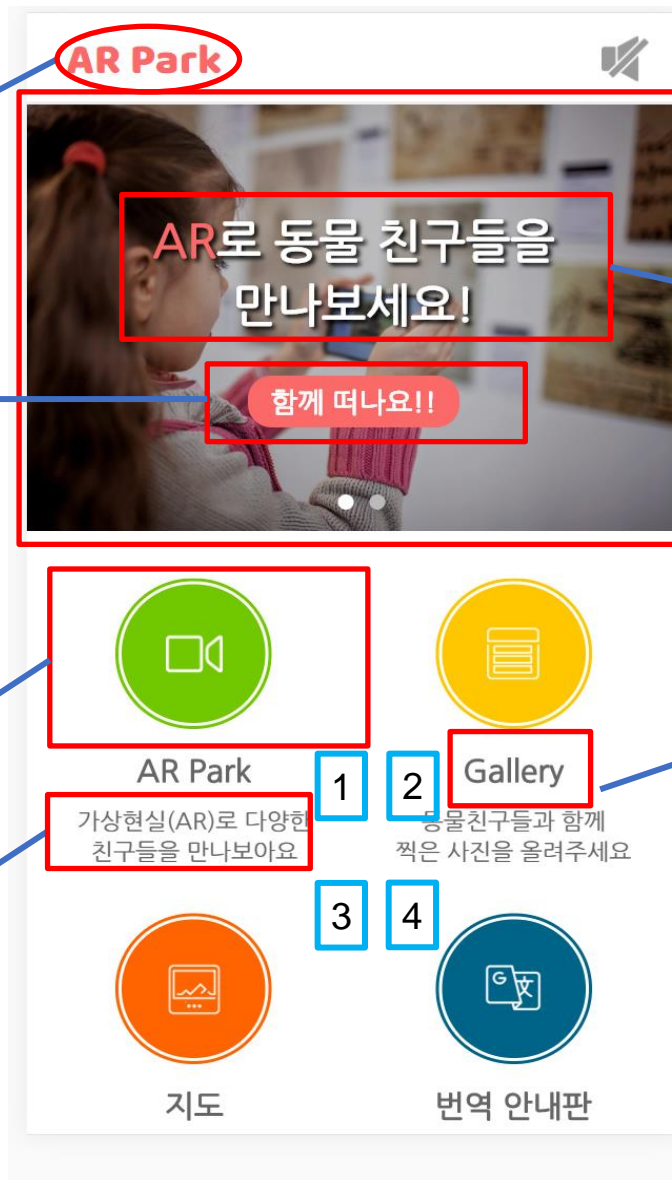 AR Park
AR로 동물 친구들을
만나보세요!
함께 떠나요!!
AR Park
1
2
Gallery
가상현실(AR)로 다양한
친구들을 만나보아요
동물친구들과 함께
찍은 사진을 올려주세요
3
4
지도
번역 안내판